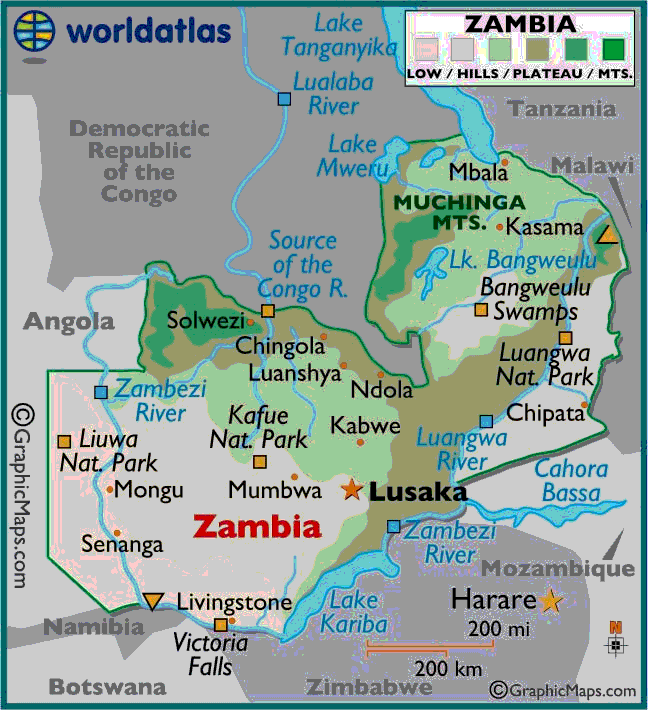 worldatlas
Lake
Tanganyika
ZAMBIA
LOW / HILLS / PLATEAU / MTS.
Lualaba
River
Tanzania
Democratic
Republic
of the
Congo
Lake
Mweru
Mbala
Malawi
MUCHINGA
MTS.
Kasama
Source
of the
Congo R.
Lk. Bangweulu
Bangweulu
Swamps
Angola
Solwezi
Chingola
Luanshya
Ndola
Luangwa
Nat. Park
Zambezi
River
Kafue
Nat. Park
Kabwe
Chipata
Luangwa
River
Liuwa
Nat. Park
Mongu
Mumbwa
Lusaka
Cahora
Bassa
Zambia
Zambezi
River
Senanga
Mozambique
Livingstone
Lake
Kariba
Harare
Namibia
Victoria
Falls
200 mi
200 km
N
Botswana
Zimbabwe
©GraphicMaps.com
©GraphicMaps.com